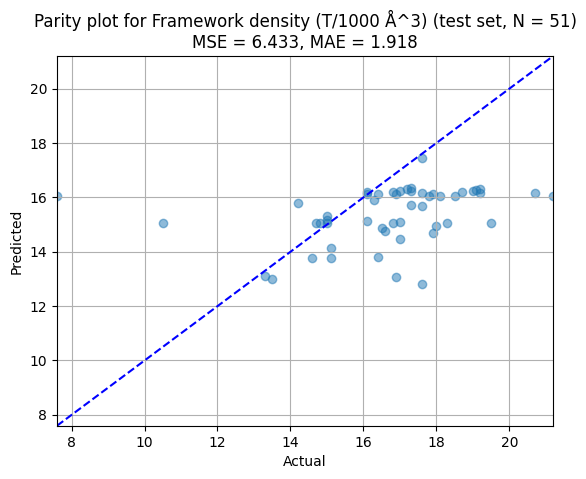 Parity plot for Framework density (T/1000 Å^3) (test set, N = 51)
MSE = 6.433, MAE = 1.918
20
18
16
14
12
10
8
Predicted
8 10 12 14 16 18 20
Actual